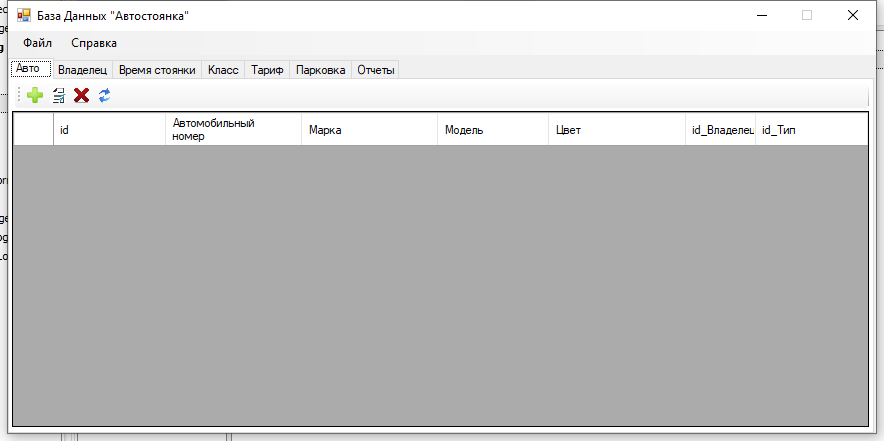 База Данных "Автостоянка"
Файл Справка
Авто Владелец Время стоянки Класс Тариф Парковка Отчеты
id Автомобильный номер Марка Модель Цвет id_Владелец id_Тип